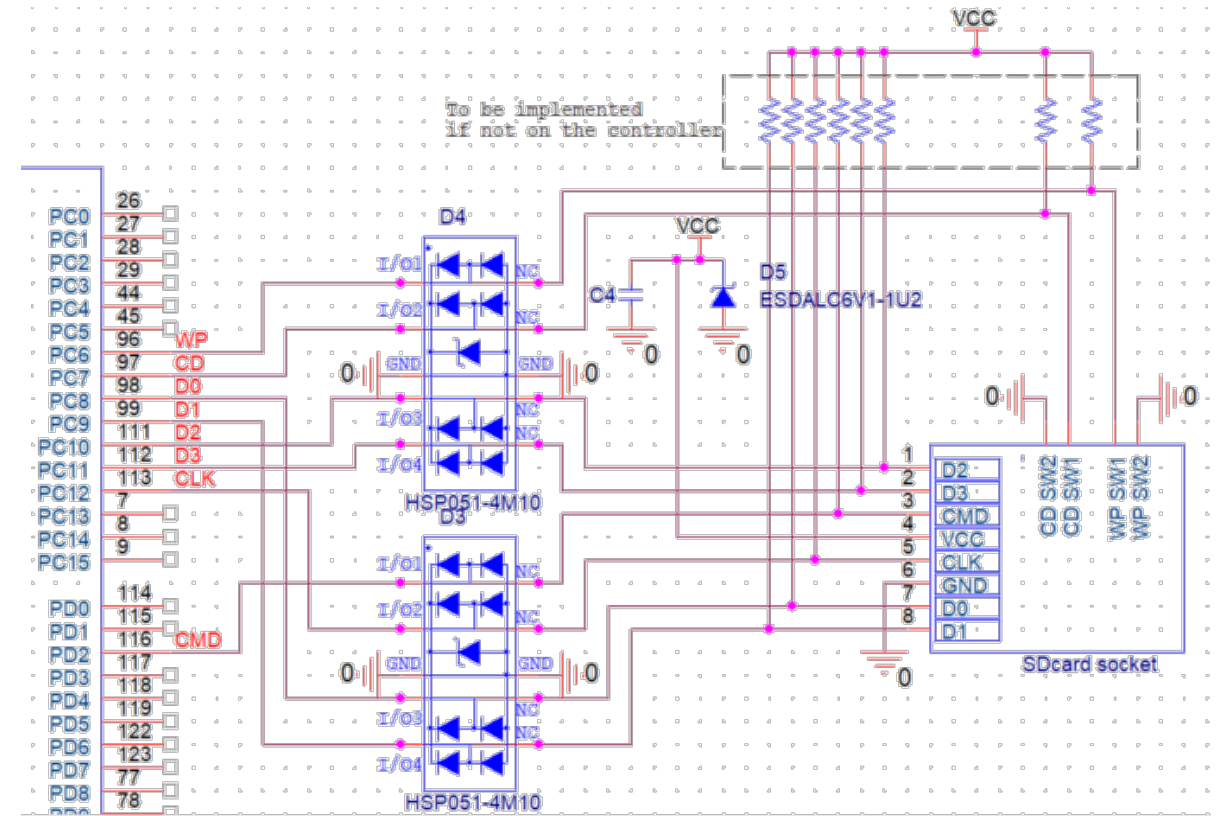 VCC
To be implemented
if not on the controller
26
PC0
27
PC1
28
PC2
29
PC3
44
PC4
45
PC5
96 WP
PC6
97 CD
PC7
98 D0
PC8
99 D1
PC9
111 D2
PC10
112 D3
PC11
113 CLK
PC12
7
PC13
8
PC14
9
PC15
114
PD0
115
PD1
116 CMD
PD2
117
PD3
118
PD4
119
PD5
122
PD6
123
PD7
77
PD8
78
D4
I/O1 NC
I/O2 NC
0 GND GND 0
I/O3 NC
NC
I/O4
HSP051-4M10
D3
I/O1 NC
I/O2 NC
0 GND GND 0
I/O3 NC
NC
I/O4
HSP051-4M10
VCC
C4
0
D5
ESDALC6V1-1U2
0
0
0
CD SW2
CD SW1
WP SW1
WP SW2
1 D2
2 D3
3 CMD
4 VCC
5 CLK
6 GND
7 D0
8 D1
SDcard socket
0